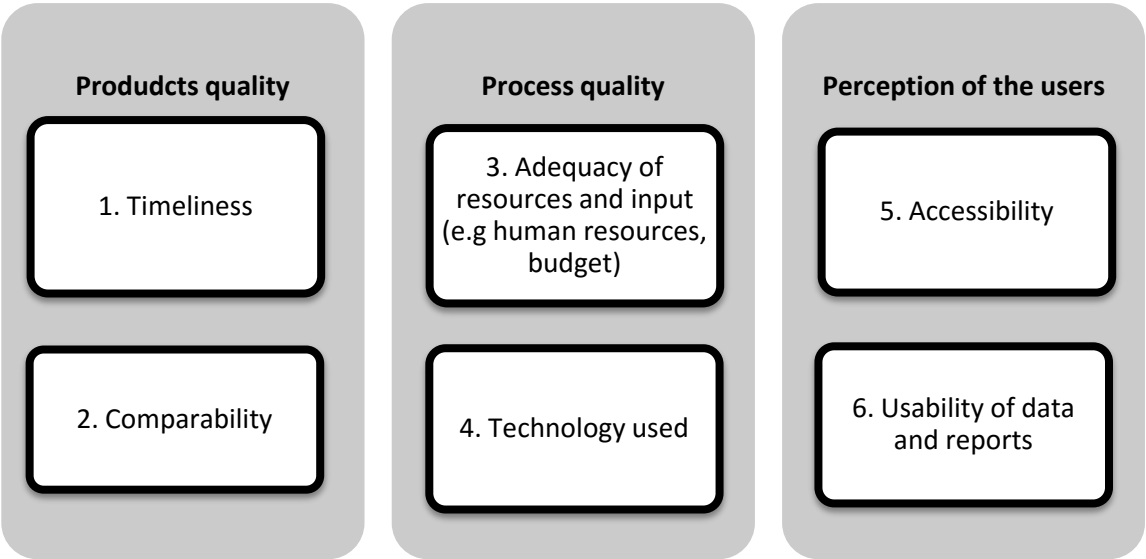 Produdcts quality
1. Timeliness
2. Comparability
Process quality
3. Adequacy of
resources and input
(e.g human resources,
budget)
4. Technology used
Perception of the users
5. Accessibility
6. Usability of data
and reports